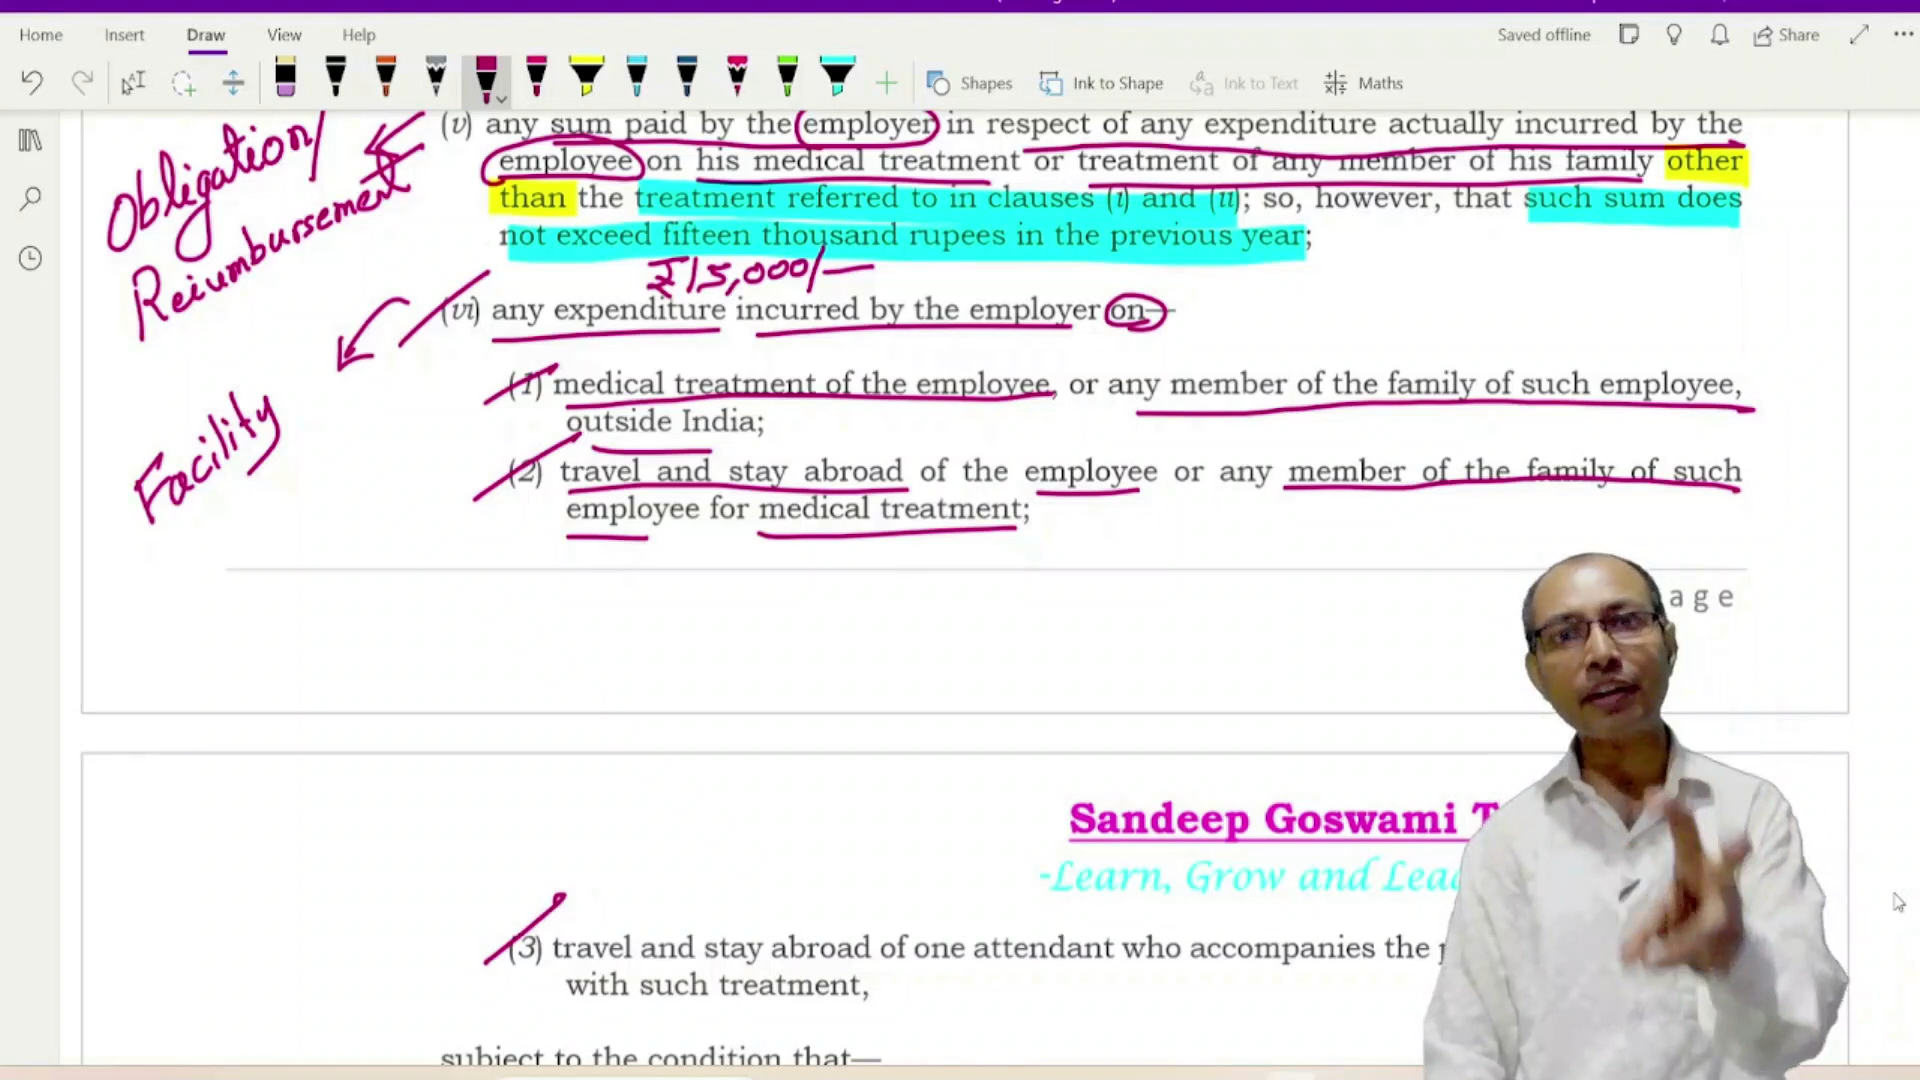 Home Insert Draw View Help Saved offline Share
Shapes Ink to Shape Ink to Text Maths
Obligation/
Reiumbursement
(v) any sum paid by the employer in respect of any expenditure actually incurred by the
employee on his medical treatment or treatment of any member of his family other
than the treatment referred to in clauses (i) and (ii); so, however, that such sum does
not exceed fifteen thousand rupees in the previous year;
₹15,000/—
(vi) any expenditure incurred by the employer on—
Facility
(1) medical treatment of the employee, or any member of the family of such employee,
outside India;
(2) travel and stay abroad of the employee or any member of the family of such
employee for medical treatment;
age
Sandeep Goswami
-Learn, Grow and Lead
(3) travel and stay abroad of one attendant who accompanies the
with such treatment,
subject to the condition that—